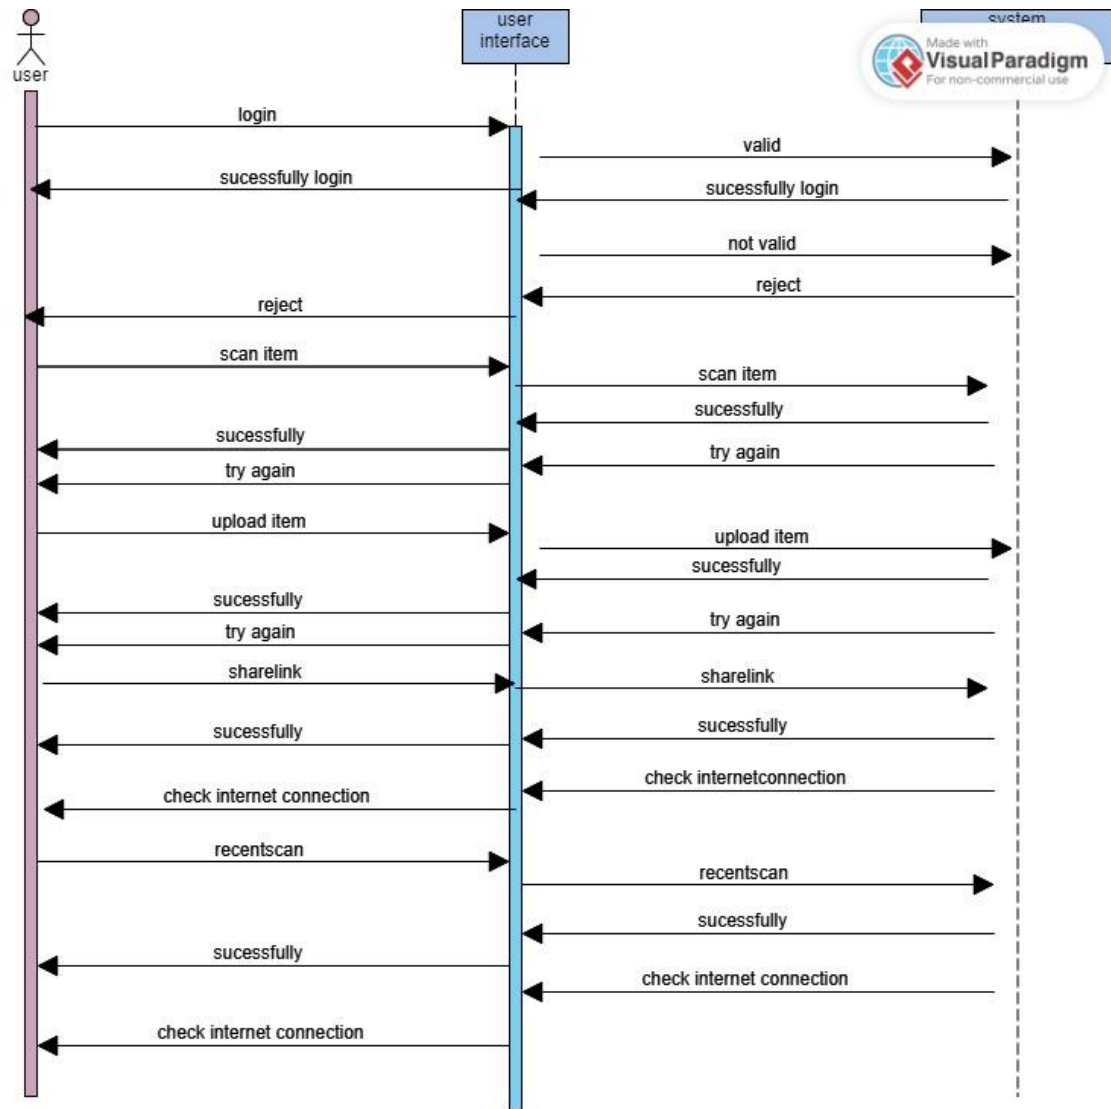 user
interface
system
Made with
VisualParadigm
For non-commercial use
user
login
valid
sucessfully login
sucessfully login
not valid
reject
reject
scan item
scan item
sucessfully
sucessfully
try again
try again
upload item
upload item
sucessfully
sucessfully
try again
try again
sharelink
sharelink
sucessfully
sucessfully
check internetconnection
check internet connection
recentscan
recentscan
sucessfully
sucessfully
check internet connection
check internet connection